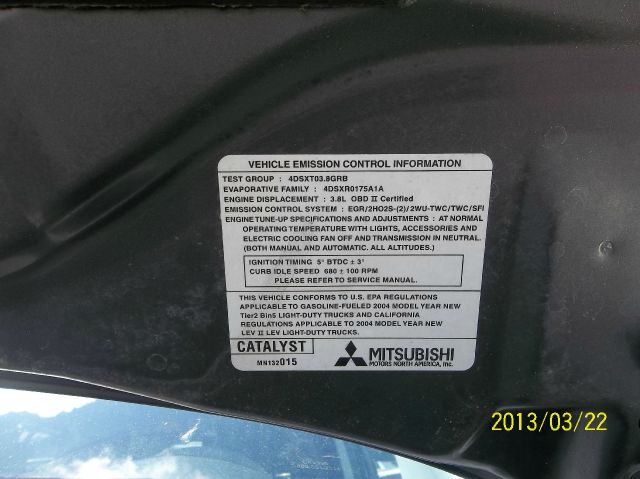 VEHICLE EMISSION CONTROL INFORMATION
TEST GROUP : 4DSXT03.8GRB
EVAPORATIVE FAMILY : 4DSXR0175A1A
ENGINE DISPLACEMENT : 3.8L OBD II Certified
EMISSION CONTROL SYSTEM : EGR/2HO2S-(2)/2WU-TWC/TWC/SFI
ENGINE TUNE-UP SPECIFICATIONS AND ADJUSTMENTS : AT NORMAL
OPERATING TEMPERATURE WITH LIGHTS, ACCESSORIES AND
ELECTRIC COOLING FAN OFF AND TRANSMISSION IN NEUTRAL.
(BOTH MANUAL AND AUTOMATIC. ALL ALTITUDES.)
IGNITION TIMING 5° BTDC ± 3°
CURB IDLE SPEED 680 ± 100 RPM
PLEASE REFER TO SERVICE MANUAL.
THIS VEHICLE CONFORMS TO U.S. EPA REGULATIONS
APPLICABLE TO GASOLINE-FUELED 2004 MODEL YEAR NEW
Tier2 Bin5 LIGHT-DUTY TRUCKS AND CALIFORNIA
REGULATIONS APPLICABLE TO 2004 MODEL YEAR NEW
LEV II LEV LIGHT-DUTY TRUCKS.
CATALYST
MN132015
MITSUBISHI
MOTORS NORTH AMERICA, Inc.
2013/03/22